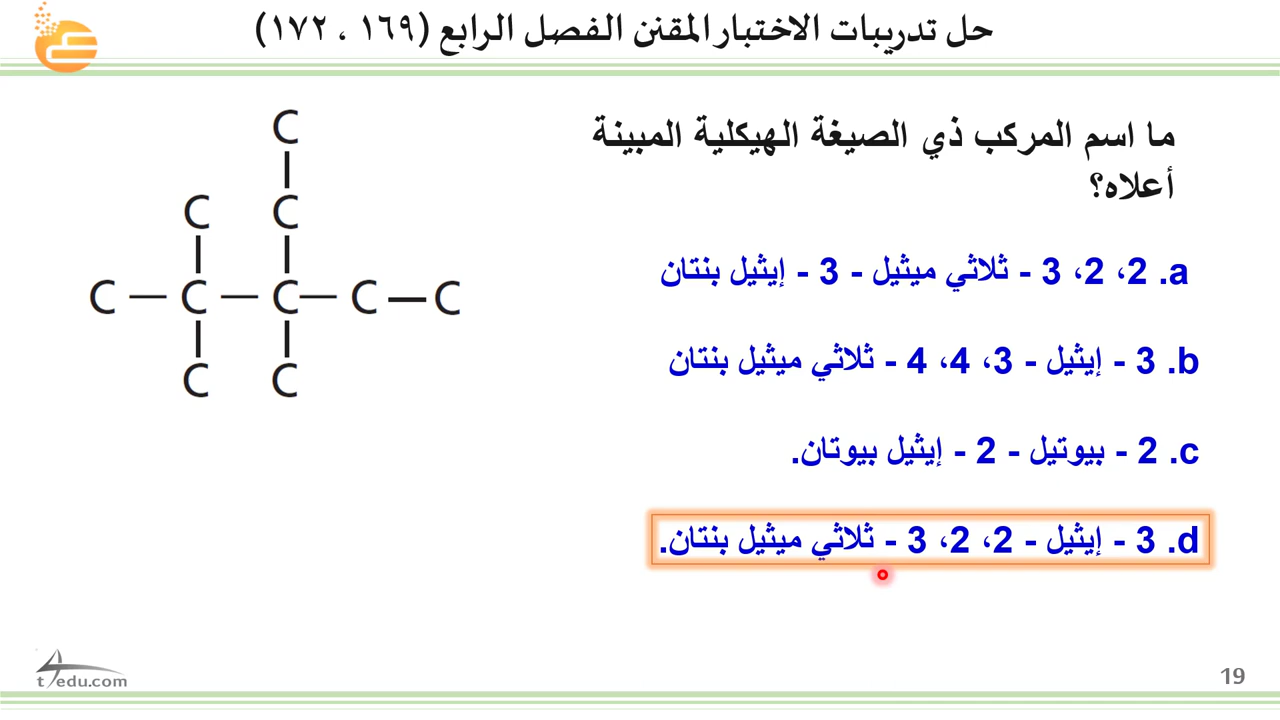 حل تدريبات الاختبار المقنن الفصل الرابع (١٦٩ ، ١٧٢)
ما اسم المركب ذي الصيغة الهيكلية المبينة
أعلاه؟
C
C C
C – C – C – C – C
C C
a. 2، 2، 3 - ثلاثي ميثيل - 3 - إيثيل بنتان
b. 3 - إيثيل - 3، 4، 4 - ثلاثي ميثيل بنتان
c. 2 - بيوتيل - 2 - إيثيل بيوتان.
d. 3 - إيثيل - 2، 2، 3 - ثلاثي ميثيل بنتان.
t4edu.com
19